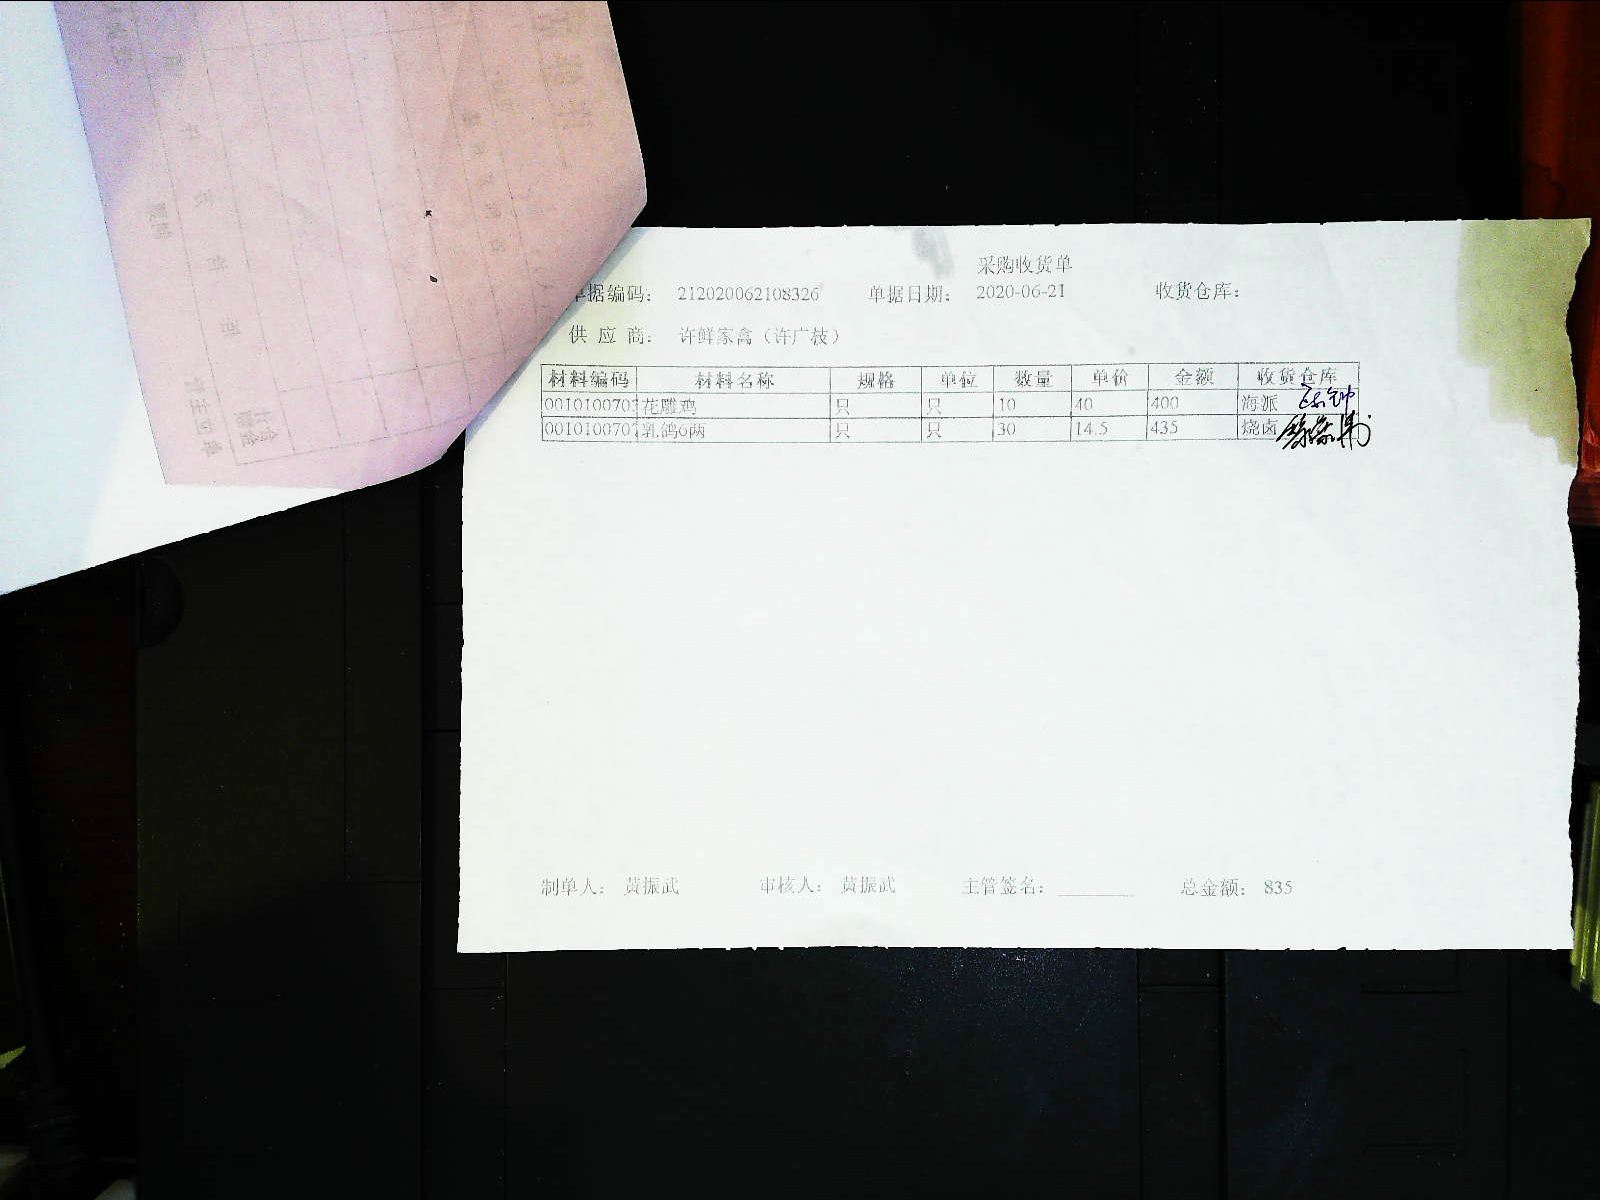 采购收货单
单据编码： 212020062108326 单据日期： 2020-06-21 收货仓库：
供 应 商： 许鲜家禽（许广枝）
材料编码 材料名称 规格 单位 数量 单价 金额 收货仓库
0010100703 花雕鸡 只 只 10 40 400 海派
0010100707 乳鸽6两 只 只 30 14.5 435 烧卤
制单人： 黄振武 审核人： 黄振武 主管签名： 总金额： 835